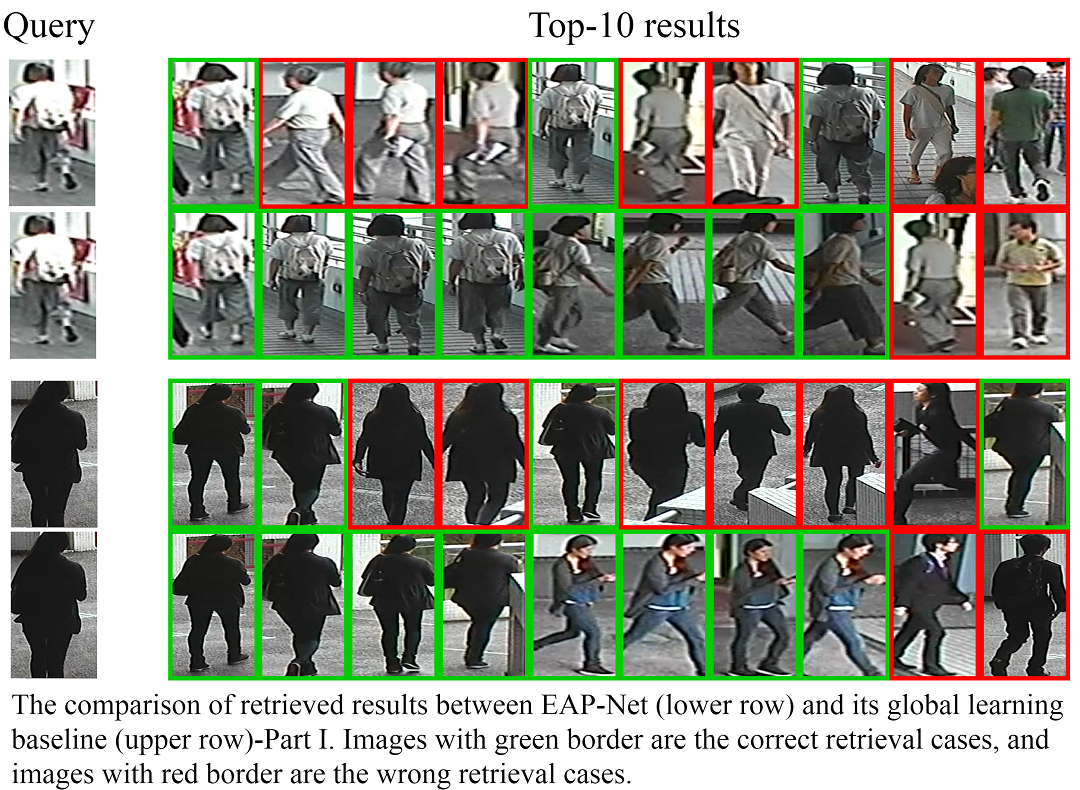 Query
Top-10 results
The comparison of retrieved results between EAP-Net (lower row) and its global learning
baseline (upper row)-Part I. Images with green border are the correct retrieval cases, and
images with red border are the wrong retrieval cases.